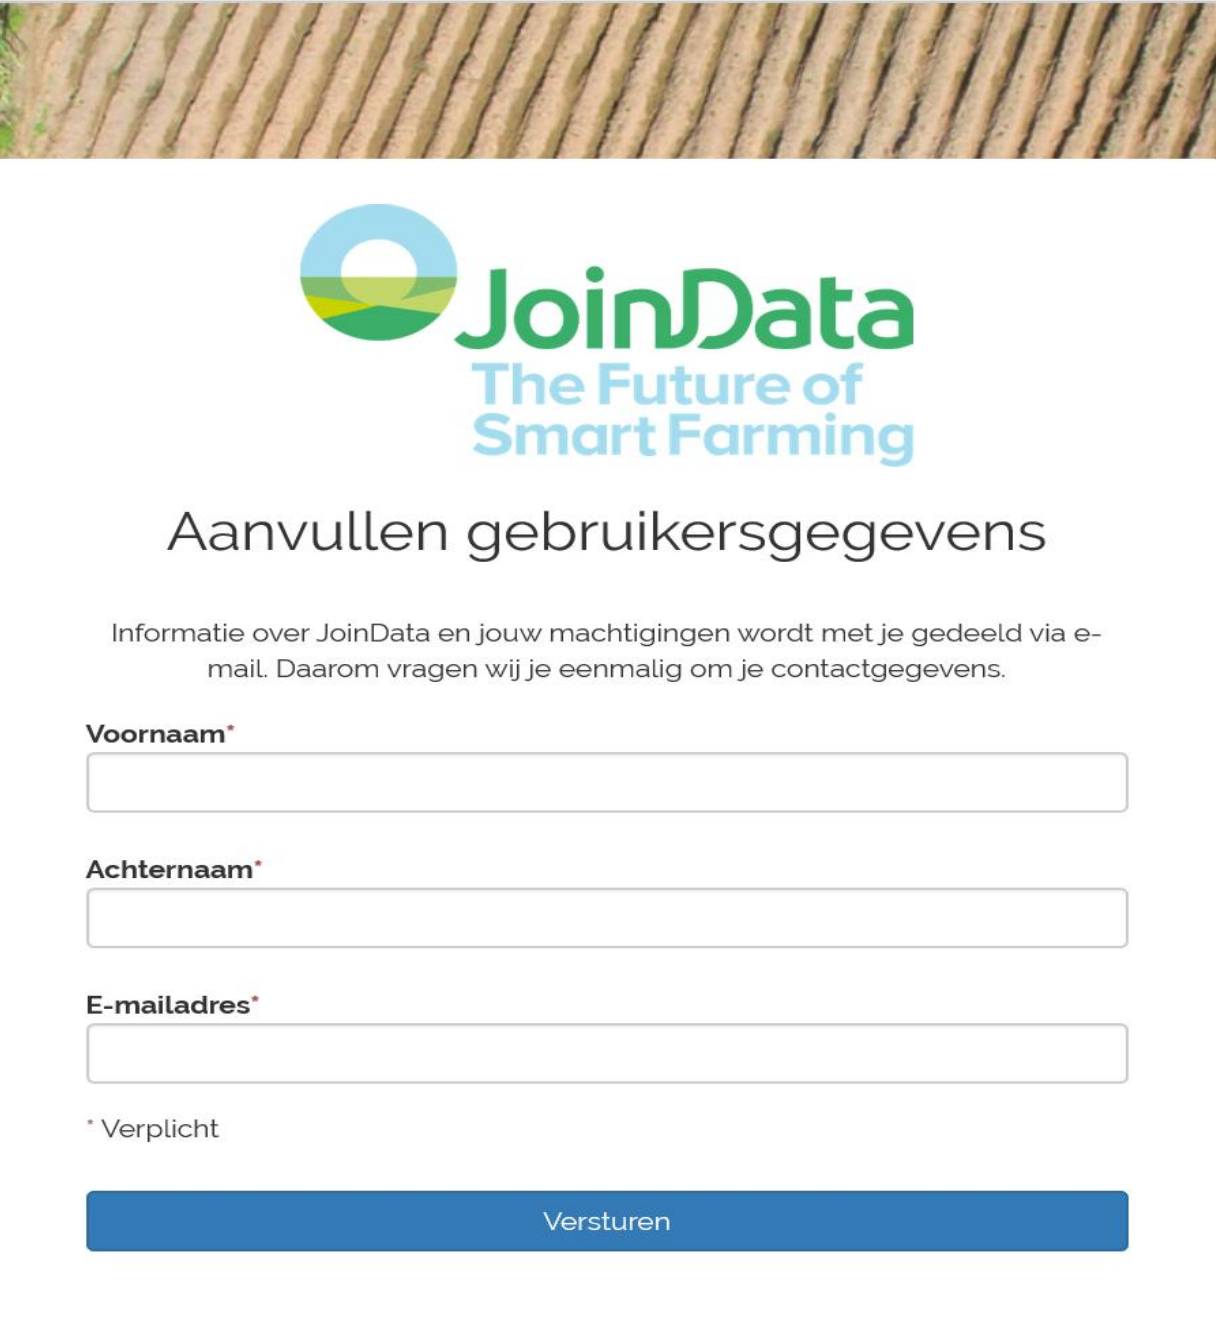 JoinData
The Future of
Smart Farming
Aanvullen gebruikersgegevens
Informatie over JoinData en jouw machtigingen wordt met je gedeeld via e-
mail. Daarom vragen wij je eenmalig om je contactgegevens.
Voornaam*
Achternaam*
E-mailadres*
* Verplicht
Versturen